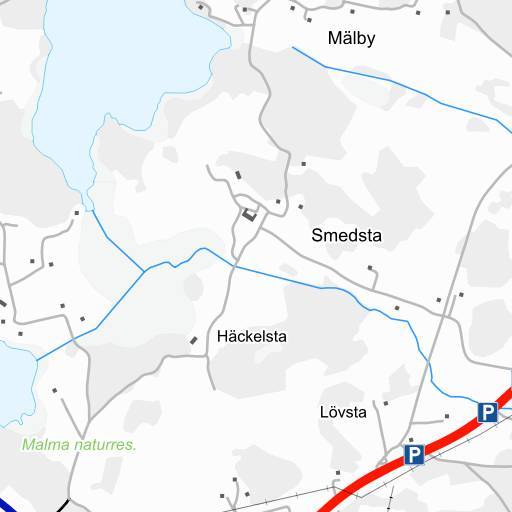 Mälby
Smedsta
Häckelsta
Lövsta
P
Malma naturres.
P